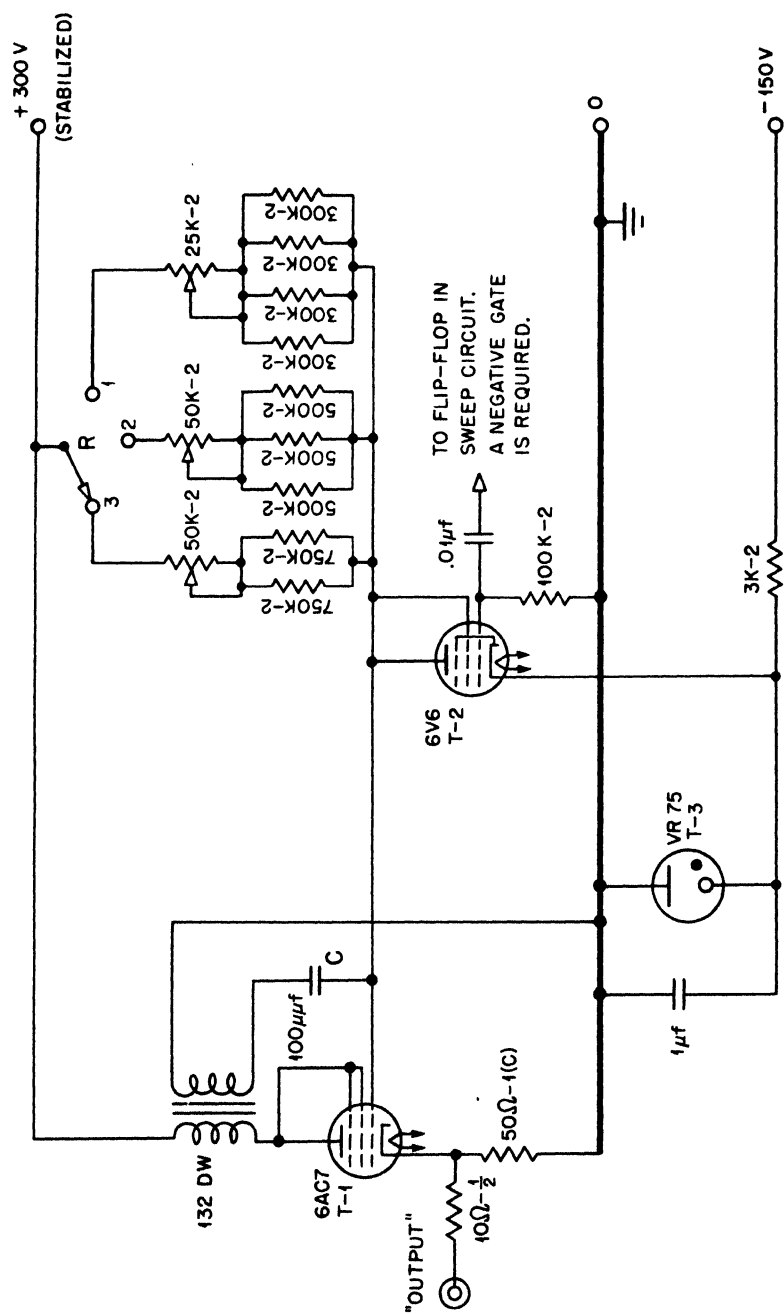 + 300 V
(STABILIZED)
R
1
2
3
25K-2
50K-2
50K-2
300K-2
300K-2
300K-2
300K-2
500K-2
500K-2
500K-2
750K-2
750K-2
132 DW
100µµf
C
6AC7
T-1
"OUTPUT"
10Ω-½
50Ω-1(C)
6V6
T-2
.01µf
TO FLIP-FLOP IN
SWEEP CIRCUIT.
A NEGATIVE GATE
IS REQUIRED.
100K-2
0
VR 75
T-3
1µf
3K-2
-150V